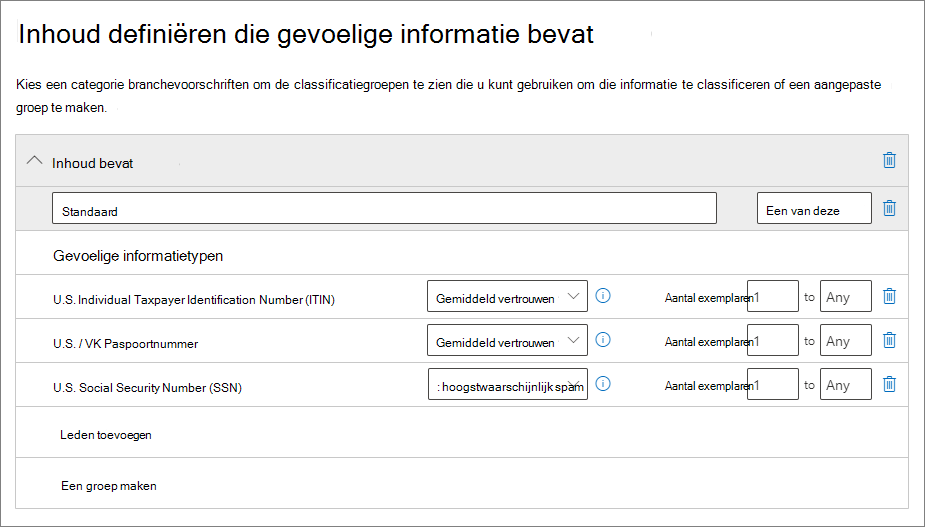 Inhoud definiëren die gevoelige informatie bevat
Kies een categorie branchevoorschriften om de classificatiegroepen te zien die u kunt gebruiken om die informatie te classificeren of een aangepaste
groep te maken.
Inhoud bevat
Standaard Een van deze
Gevoelige informatietypen
U.S. Individual Taxpayer Identification Number (ITIN) Gemiddeld vertrouwen Aantal exemplaren 1 to Any
U.S. / VK Paspoortnummer Gemiddeld vertrouwen Aantal exemplaren 1 to Any
U.S. Social Security Number (SSN) : hoogstwaarschijnlijk spam Aantal exemplaren 1 to Any
Leden toevoegen
Een groep maken